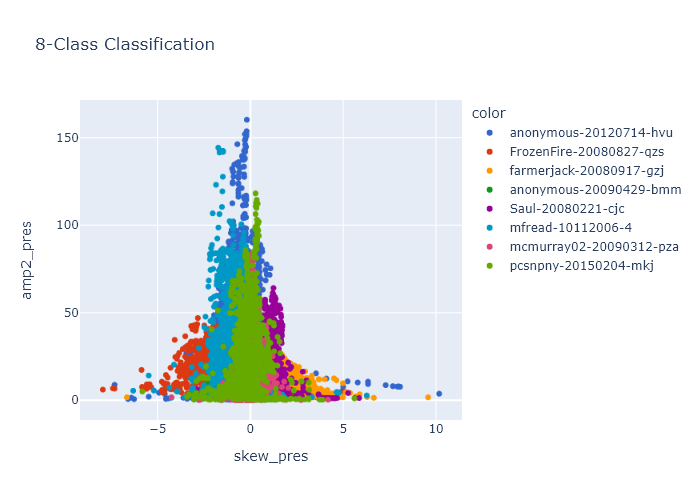 8-Class Classification
color
anonymous-20120714-hvu
FrozenFire-20080827-qzs
farmerjack-20080917-gzj
anonymous-20090429-bmm
Saul-20080221-cjc
mfread-10112006-4
mcmurray02-20090312-pza
pcsnpny-20150204-mkj
amp2_pres
150
100
50
0
−5
0
5
10
skew_pres